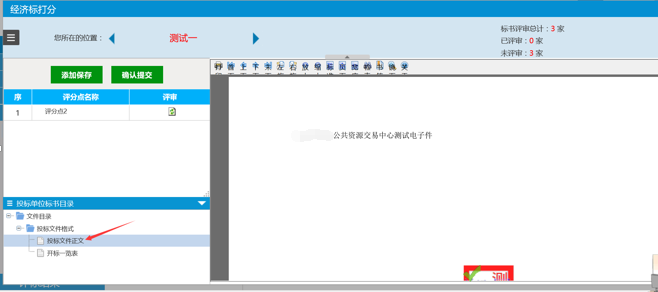 经济标打分
您所在的位置：
测试一
标书评审总计：3 家
已评审：0 家
未评审：3 家
添加保存 确认提交
序 评分点名称 评审
1 评分点2
投标单位标书目录
文件目录
投标文件格式
投标文件正文
开标一览表
公共资源交易中心测试电子件
测